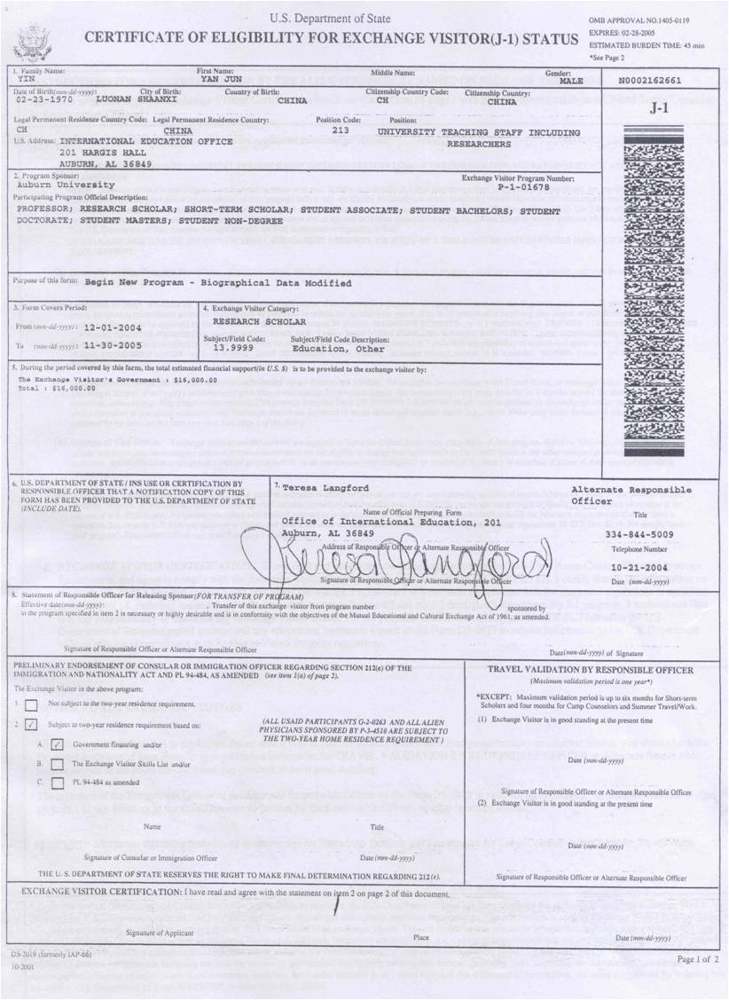 U.S. Department of State
CERTIFICATE OF ELIGIBILITY FOR EXCHANGE VISITOR(J-1) STATUS
OMB APPROVAL NO.1405-0119
EXPIRES: 02-28-2005
ESTIMATED BURDEN TIME: 45 min
*See Page 2
1. Family Name: First Name: Middle Name: Gender:
YIN YAN JUN MALE
N0002162661
J-1
Date of Birth(mm-dd-yyyy): City of Birth: Country of Birth: Citizenship Country Code: Citizenship Country:
02-23-1970 LUONAN SHAANXI CHINA CH CHINA
Legal Permanent Residence Country Code: Legal Permanent Residence Country: Position Code: Position:
CH CHINA 213 UNIVERSITY TEACHING STAFF INCLUDING
RESEARCHERS
U.S. Address: INTERNATIONAL EDUCATION OFFICE
201 HARGIS HALL
AUBURN, AL 36849
2. Program Sponsor: Exchange Visitor Program Number:
Auburn University P-1-01678
Participating Program Official Description:
PROFESSOR; RESEARCH SCHOLAR; SHORT-TERM SCHOLAR; STUDENT ASSOCIATE; STUDENT BACHELORS; STUDENT
DOCTORATE; STUDENT MASTERS; STUDENT NON-DEGREE
Purpose of this form: Begin New Program - Biographical Data Modified
3. Form Covers Period:
From (mm-dd-yyyy): 12-01-2004
To (mm-dd-yyyy): 11-30-2005
4. Exchange Visitor Category:
RESEARCH SCHOLAR
Subject/Field Code: Subject/Field Code Description:
13.9999 Education, Other
5. During the period covered by this form, the total estimated financial support(in U.S. $) is to be provided to the exchange visitor by:
The Exchange Visitor's Government : $16,000.00
Total : $16,000.00
6. U.S. DEPARTMENT OF STATE / INS USE OR CERTIFICATION BY
RESPONSIBLE OFFICER THAT A NOTIFICATION COPY OF THIS
FORM HAS BEEN PROVIDED TO THE U.S. DEPARTMENT OF STATE
(INCLUDE DATE).
7. Teresa Langford Alternate Responsible
Officer
Name of Official Preparing Form Title
Office of International Education, 201
Auburn, AL 36849 334-844-5009
Address of Responsible Officer or Alternate Responsible Officer Telephone Number
Teresa Langford
10-21-2004
Signature of Responsible Officer or Alternate Responsible Officer Date (mm-dd-yyyy)
8. Statement of Responsible Officer for Releasing Sponsor(FOR TRANSFER OF PROGRAM)
Effective date(mm-dd-yyyy): . Transfer of this exchange visitor from program number sponsored by
to the program specified in item 2 is necessary or highly desirable and is in conformity with the objectives of the Mutual Educational and Cultural Exchange Act of 1961, as amended.
Signature of Responsible Officer or Alternate Responsible Officer Date(mm-dd-yyyy) of Signature
PRELIMINARY ENDORSEMENT OF CONSULAR OR IMMIGRATION OFFICER REGARDING SECTION 212(e) OF THE
IMMIGRATION AND NATIONALITY ACT AND PL 94-484, AS AMENDED (see item 1(a) of page 2).
The Exchange Visitor in the above program:
1. Not subject to the two-year residence requirement.
2. ✓ Subject to two-year residence requirement based on:
A. ✓ Government financing and/or
B. The Exchange Visitor Skills List and/or
C. PL 94-484 as amended
(ALL USAID PARTICIPANTS G-2-0263 AND ALL ALIEN
PHYSICIANS SPONSORED BY P-3-4510 ARE SUBJECT TO
THE TWO-YEAR HOME RESIDENCE REQUIREMENT )
Name Title
Signature of Consular or Immigration Officer Date (mm-dd-yyyy)
THE U. S. DEPARTMENT OF STATE RESERVES THE RIGHT TO MAKE FINAL DETERMINATION REGARDING 212(e).
TRAVEL VALIDATION BY RESPONSIBLE OFFICER
(Maximum validation period is one year*)
*EXCEPT: Maximum validation period is up to six months for Short-term
Scholars and four months for Camp Counselors and Summer Travel/Work.
(1) Exchange Visitor is in good standing at the present time
Date (mm-dd-yyyy)
Signature of Responsible Officer or Alternate Responsible Officer
(2) Exchange Visitor is in good standing at the present time
Date (mm-dd-yyyy)
Signature of Responsible Officer or Alternate Responsible Officer
EXCHANGE VISITOR CERTIFICATION: I have read and agree with the statement on item 2 on page 2 of this document.
Signature of Applicant Place Date (mm-dd-yyyy)
DS-2019 (formerly IAP-66)
10-2001
Page 1 of 2